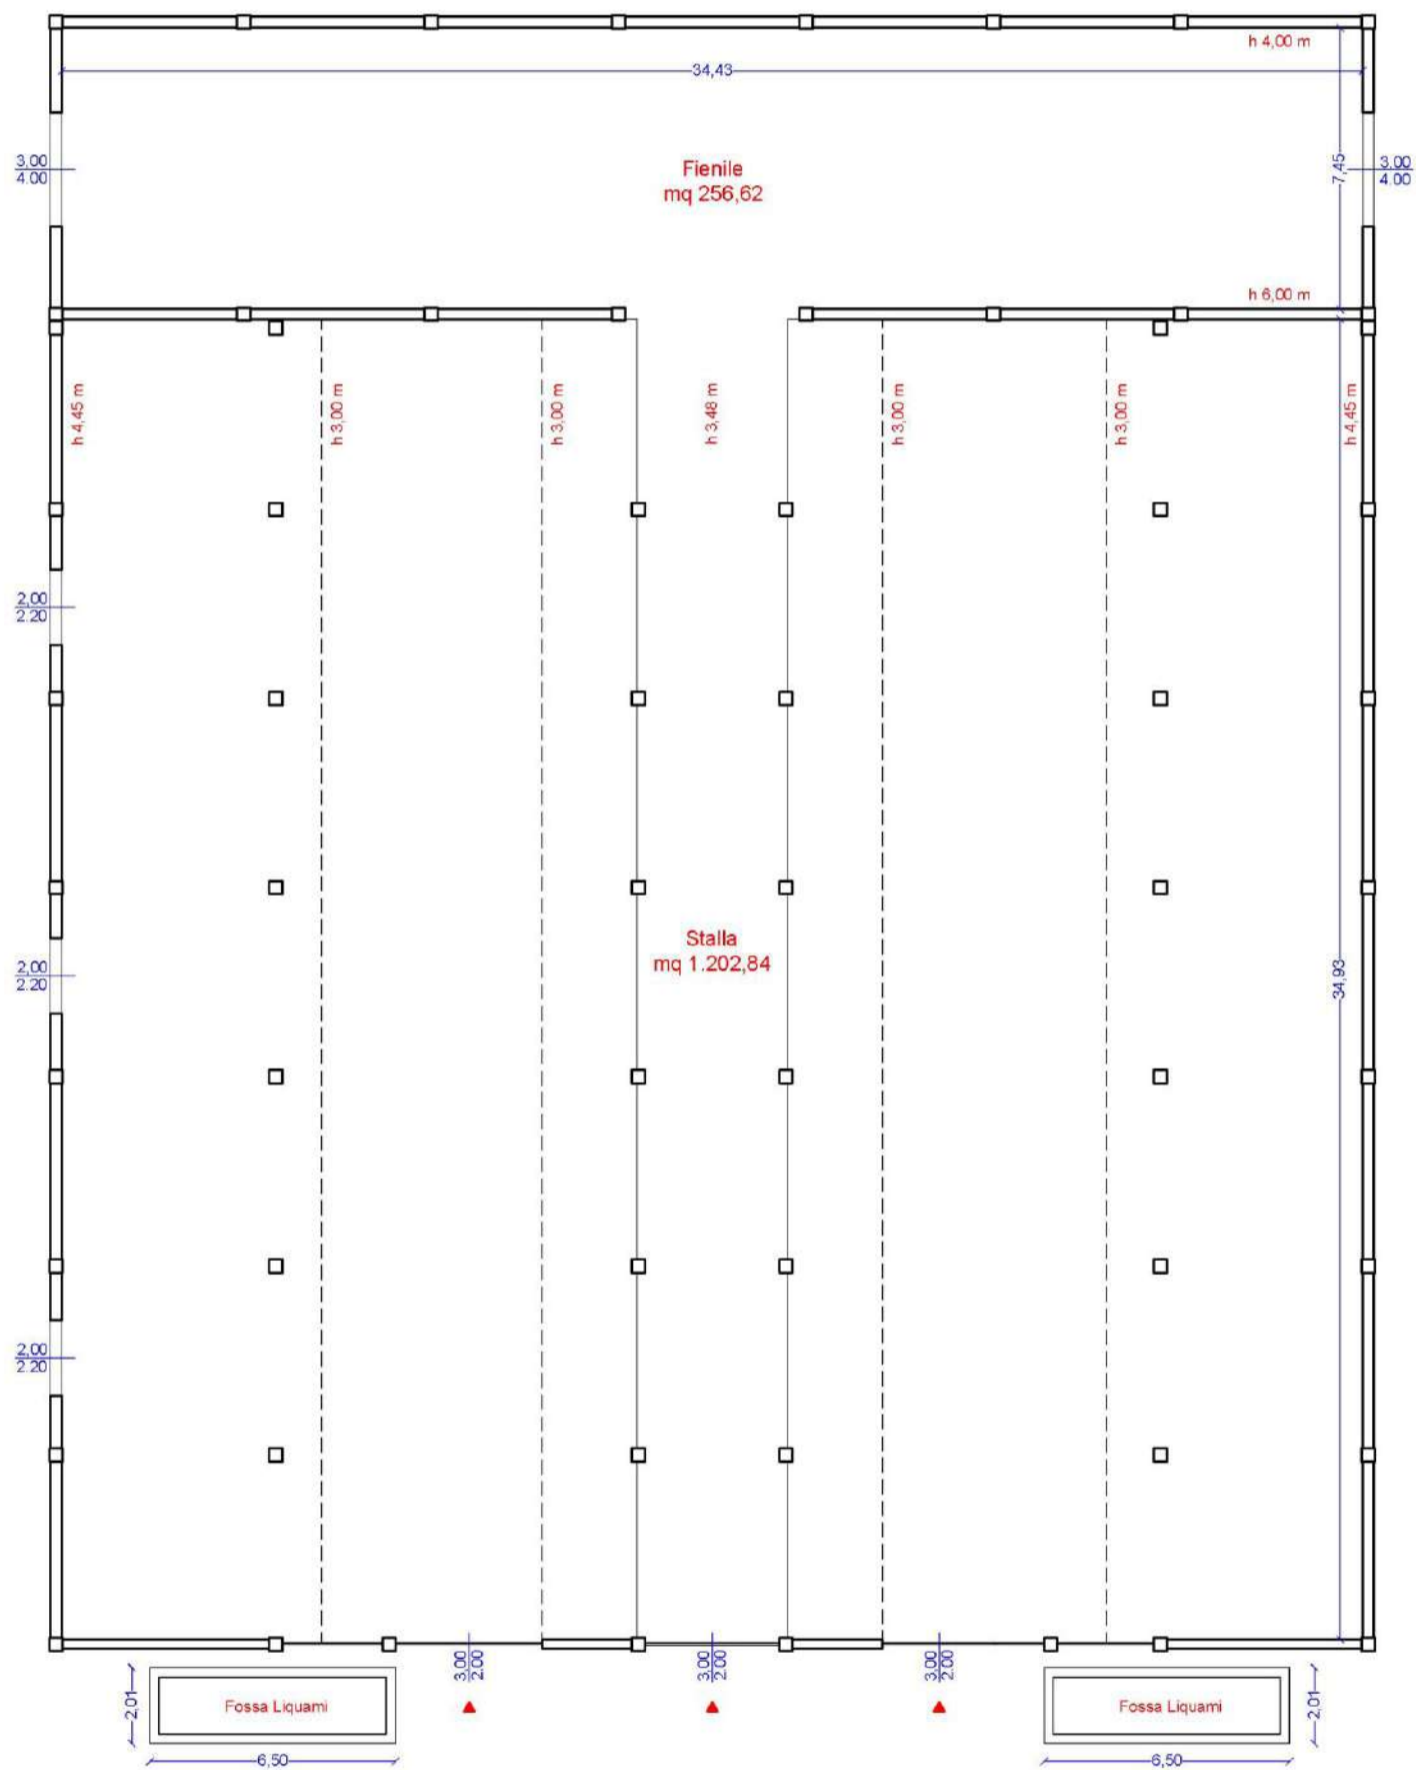 h 4,00 m
34,43
3,00
4.00
Fienile
mq 256,62
7,45
3.00
4.00
h 6,00 m
h 4,45 m
h 3,00 m
h 3,00 m
h 3,48 m
h 3,00 m
h 3,00 m
h 4,45 m
2,00
2.20
Stalla
mq 1.202,84
2,00
2.20
34,93
2,00
2.20
3.00
2.00
3.00
2.00
3.00
2.00
2,01
Fossa Liquami
Fossa Liquami
2,01
6,50
6,50